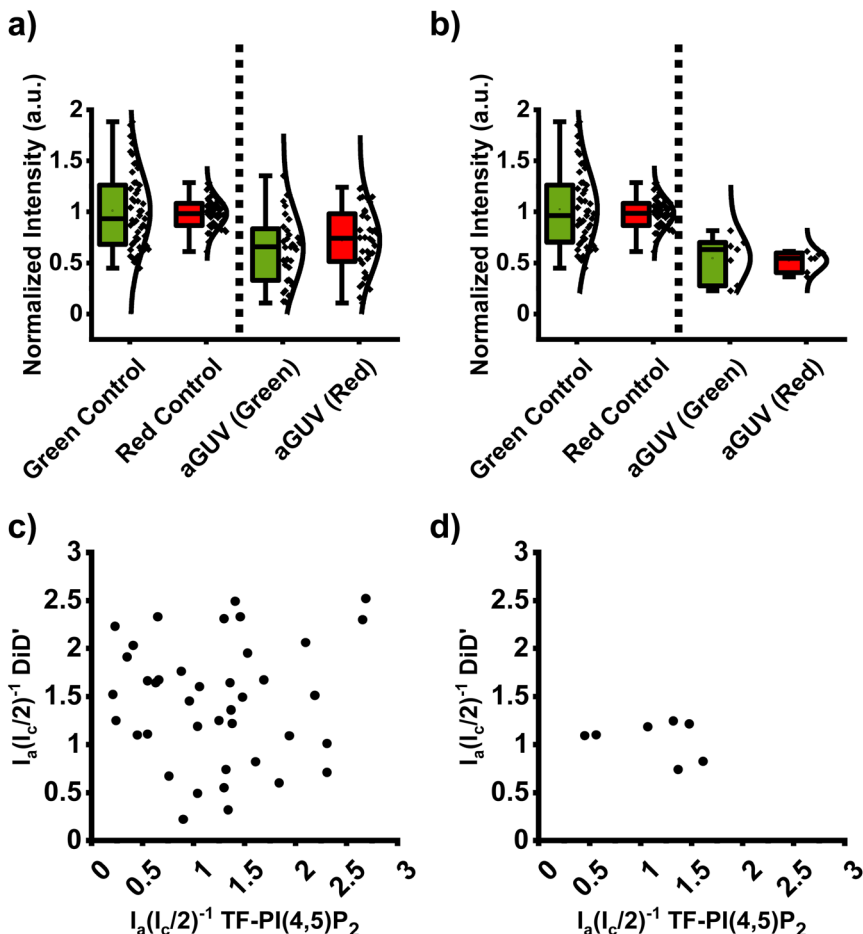 a)
Normalized Intensity (a.u.)
2
1.5
1
0.5
0
Green Control
Red Control
aGUV (Green)
aGUV (Red)
b)
Normalized Intensity (a.u.)
2
1.5
1
0.5
0
Green Control
Red Control
aGUV (Green)
aGUV (Red)
c)
Iₐ(I꜀/2)⁻¹ DiD'
3
2.5
2
1.5
1
0.5
0
0
0.5
1
1.5
2
2.5
3
Iₐ(I꜀/2)⁻¹ TF-PI(4,5)P₂
d)
Iₐ(I꜀/2)⁻¹ DiD'
3
2.5
2
1.5
1
0.5
0
0
0.5
1
1.5
2
2.5
3
Iₐ(I꜀/2)⁻¹ TF-PI(4,5)P₂